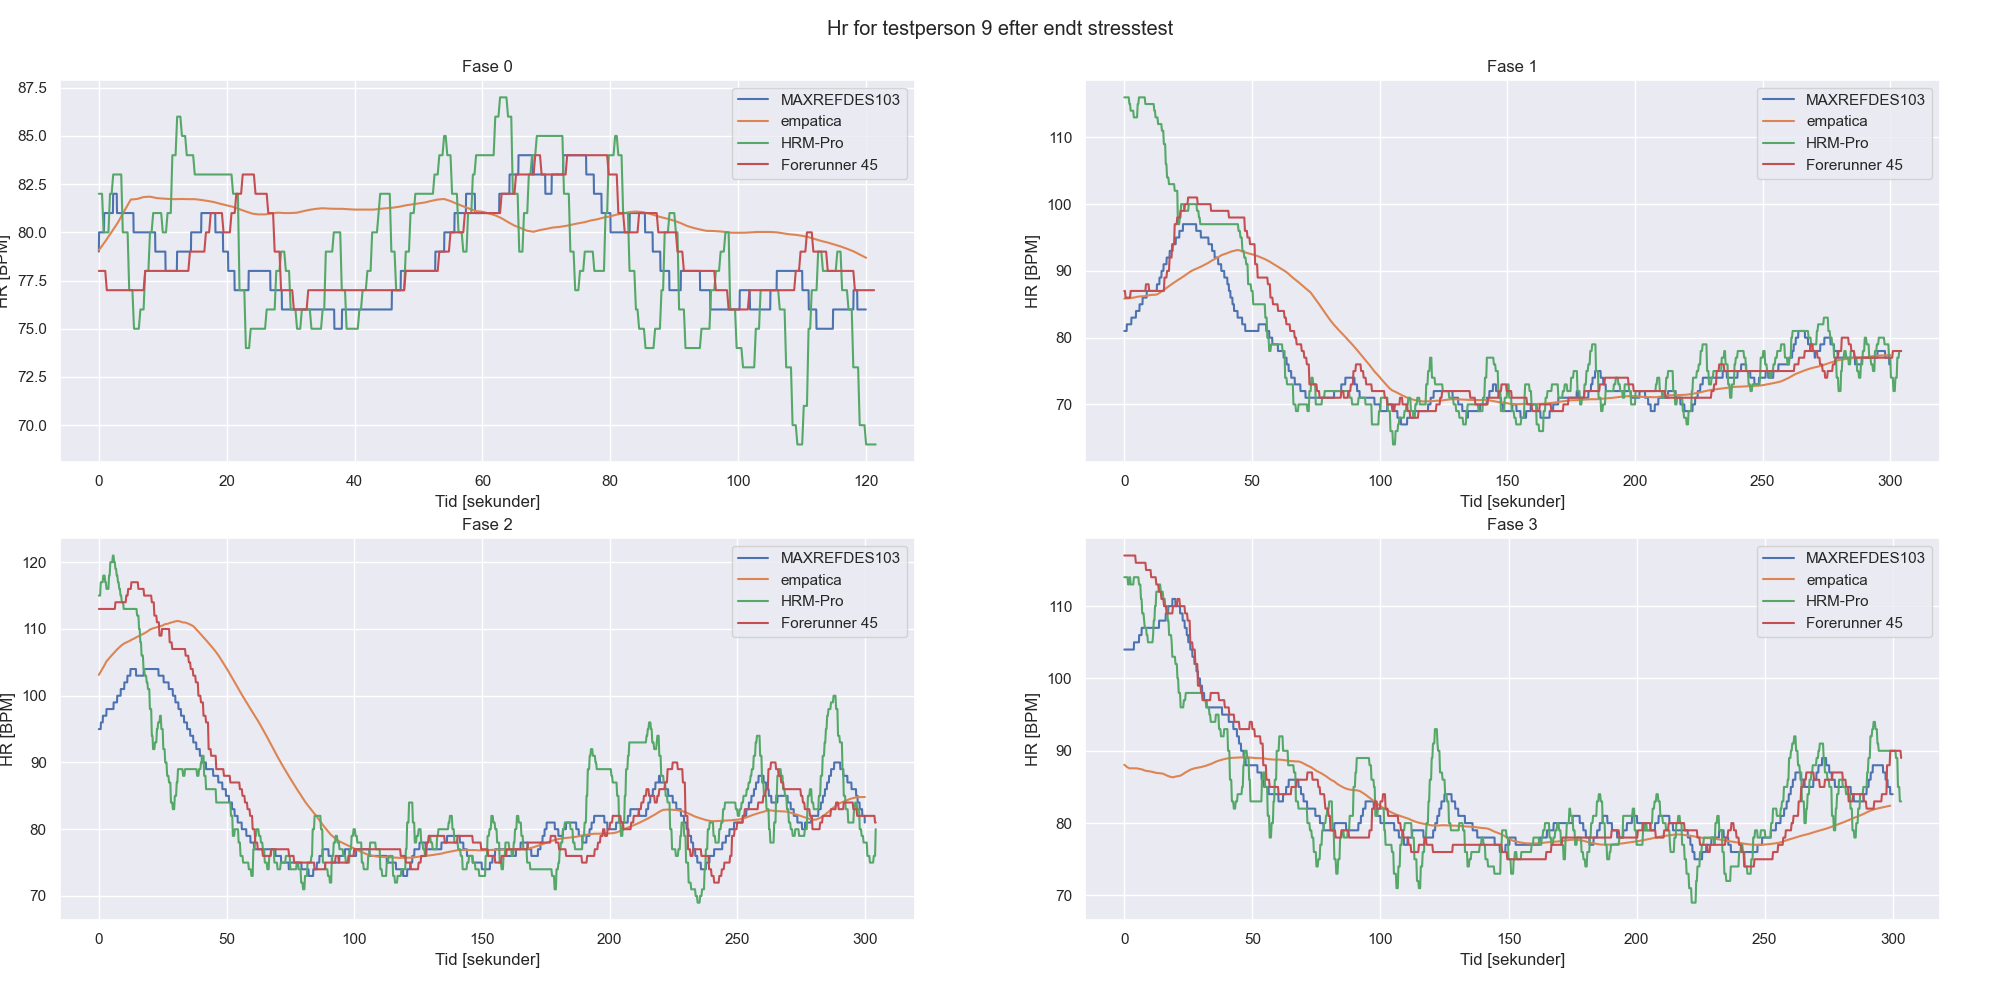 Hr for testperson 9 efter endt stresstest
Fase 0
87.5
85.0
82.5
80.0
77.5
75.0
72.5
70.0
HR [BPM]
MAXREFDES103
empatica
HRM-Pro
Forerunner 45
0 20 40 60 80 100 120
Tid [sekunder]
Fase 1
110
100
90
80
70
HR [BPM]
MAXREFDES103
empatica
HRM-Pro
Forerunner 45
0 50 100 150 200 250 300
Tid [sekunder]
Fase 2
120
110
100
90
80
70
HR [BPM]
MAXREFDES103
empatica
HRM-Pro
Forerunner 45
0 50 100 150 200 250 300
Tid [sekunder]
Fase 3
110
100
90
80
70
HR [BPM]
MAXREFDES103
empatica
HRM-Pro
Forerunner 45
0 50 100 150 200 250 300
Tid [sekunder]